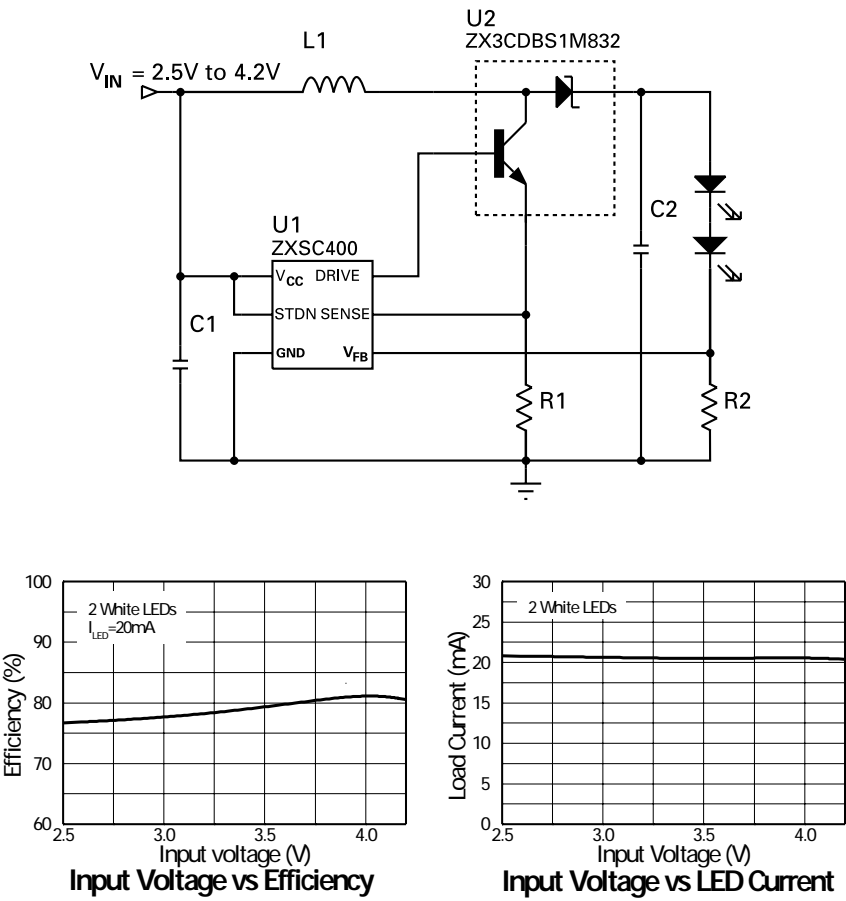 U2
ZX3CDBS1M832
L1
VIN = 2.5V to 4.2V
C2
U1
ZXSC400
VCC DRIVE
STDN SENSE
GND VFB
C1
R1
R2
100
90
80
70
60
2 White LEDs
ILED=20mA
Efficiency (%)
2.5 3.0 3.5 4.0
Input voltage (V)
Input Voltage vs Efficiency
30
25
20
15
10
5
0
2 White LEDs
Load Current (mA)
2.5 3.0 3.5 4.0
Input Voltage (V)
Input Voltage vs LED Current